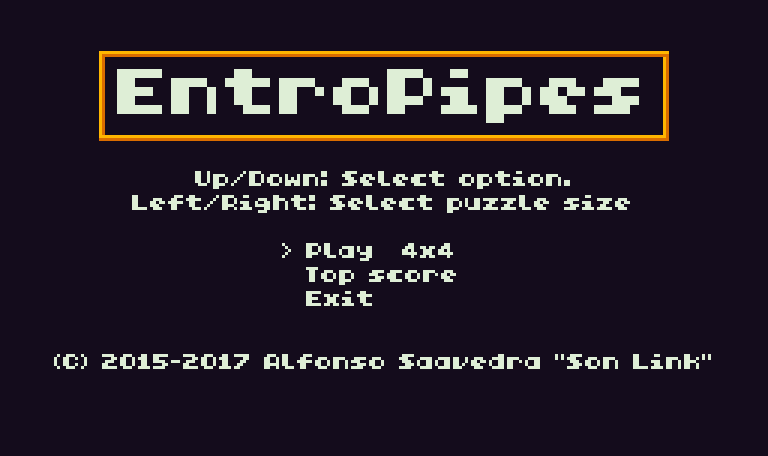 EntroPipes
Up/Down: Select option.
Left/Right: Select puzzle size
> Play 4x4
Top score
Exit
(C) 2015-2017 Alfonso Saavedra "Son Link"